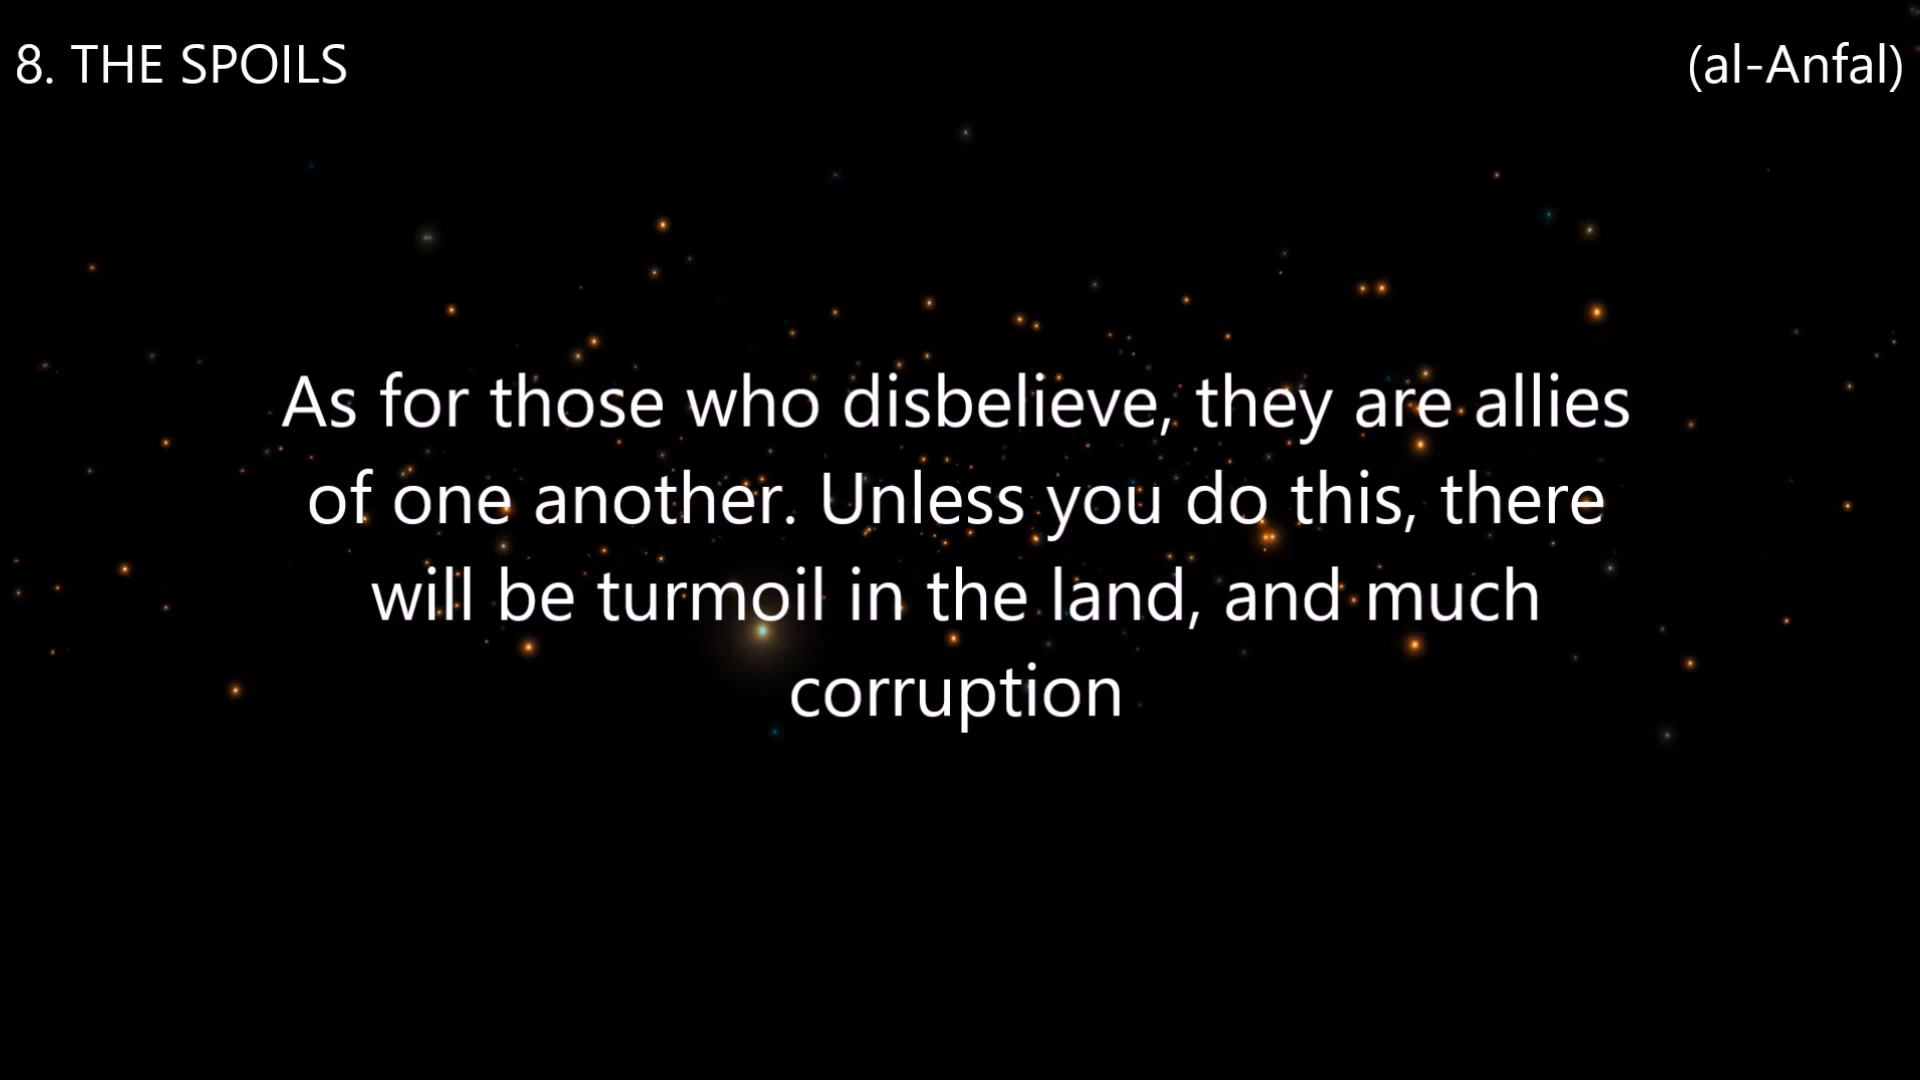 8. THE SPOILS
(al-Anfal)
As for those who disbelieve, they are allies
of one another. Unless you do this, there
will be turmoil in the land, and much
corruption